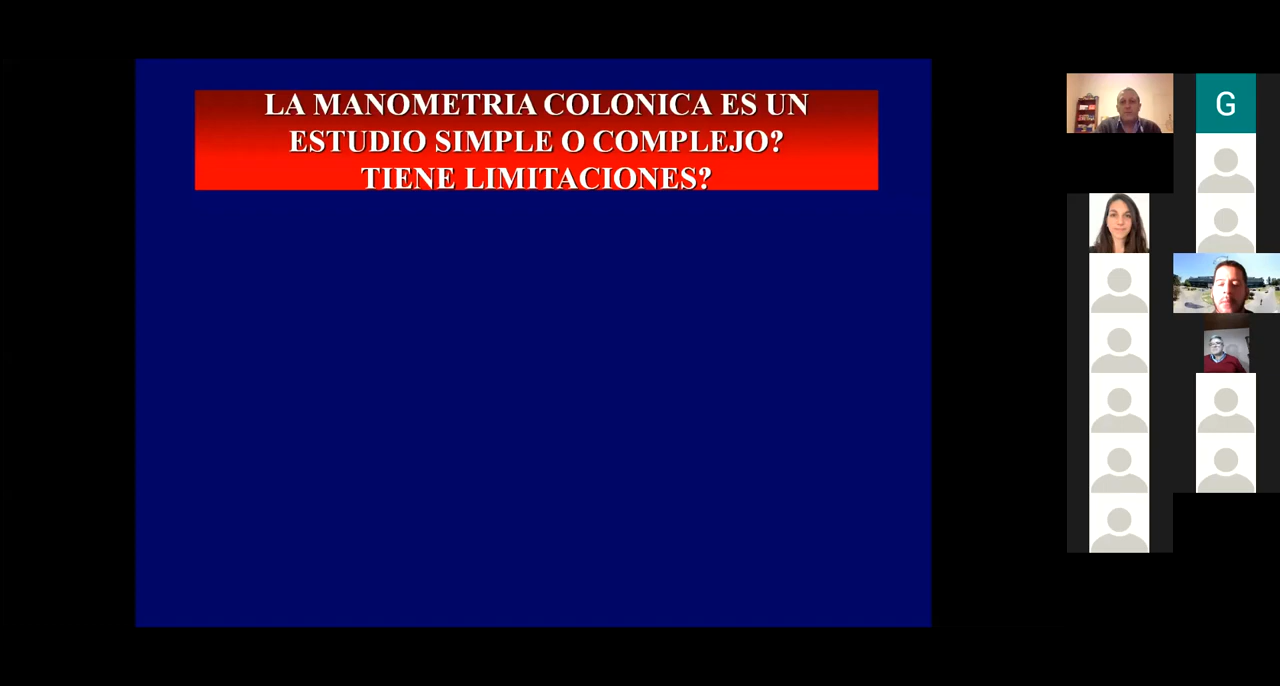 LA MANOMETRIA COLONICA ES UN
ESTUDIO SIMPLE O COMPLEJO?
TIENE LIMITACIONES?
G